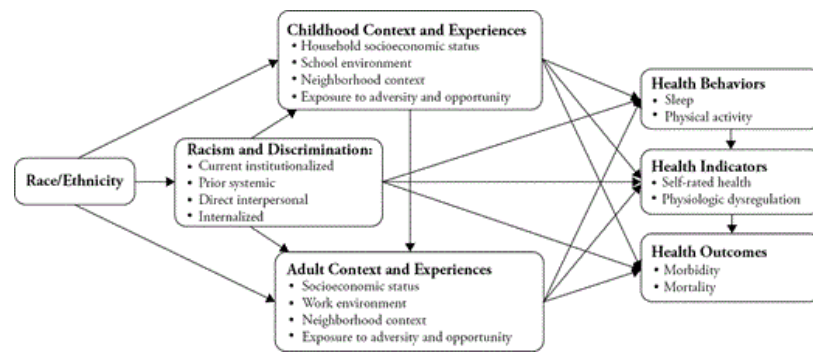 Childhood Context and Experiences
• Household socioeconomic status
• School environment
• Neighborhood context
• Exposure to adversity and opportunity
Race/Ethnicity
Racism and Discrimination:
• Current institutionalized
• Prior systemic
• Direct interpersonal
• Internalized
Adult Context and Experiences
• Socioeconomic status
• Work environment
• Neighborhood context
• Exposure to adversity and opportunity
Health Behaviors
• Sleep
• Physical activity
Health Indicators
• Self-rated health
• Physiologic dysregulation
Health Outcomes
• Morbidity
• Mortality